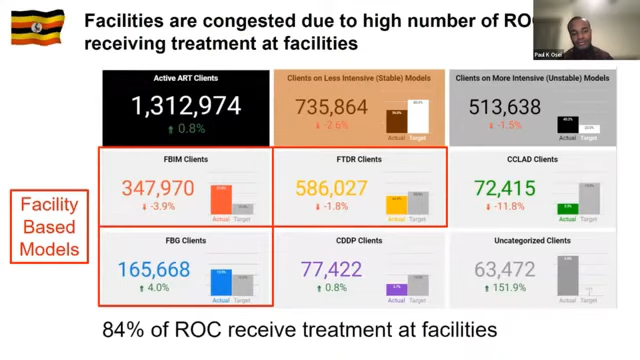 Facilities are congested due to high number of ROC
receiving treatment at facilities
Paul K Osei
Active ART Clients
1,312,974
0.8%
Clients on Less Intensive (Stable) Models
735,864
-2.6%
Actual Target
Clients on More Intensive (Unstable) Models
513,638
-1.5%
Actual Target
Facility
Based
Models
FBIM Clients
347,970
-3.9%
Actual Target
FTDR Clients
586,027
-1.8%
Actual Target
CCLAD Clients
72,415
-11.8%
Actual Target
FBG Clients
165,668
4.0%
Actual Target
CDDP Clients
77,422
0.8%
Actual Target
Uncategorized Clients
63,472
151.9%
Actual Target
84% of ROC receive treatment at facilities